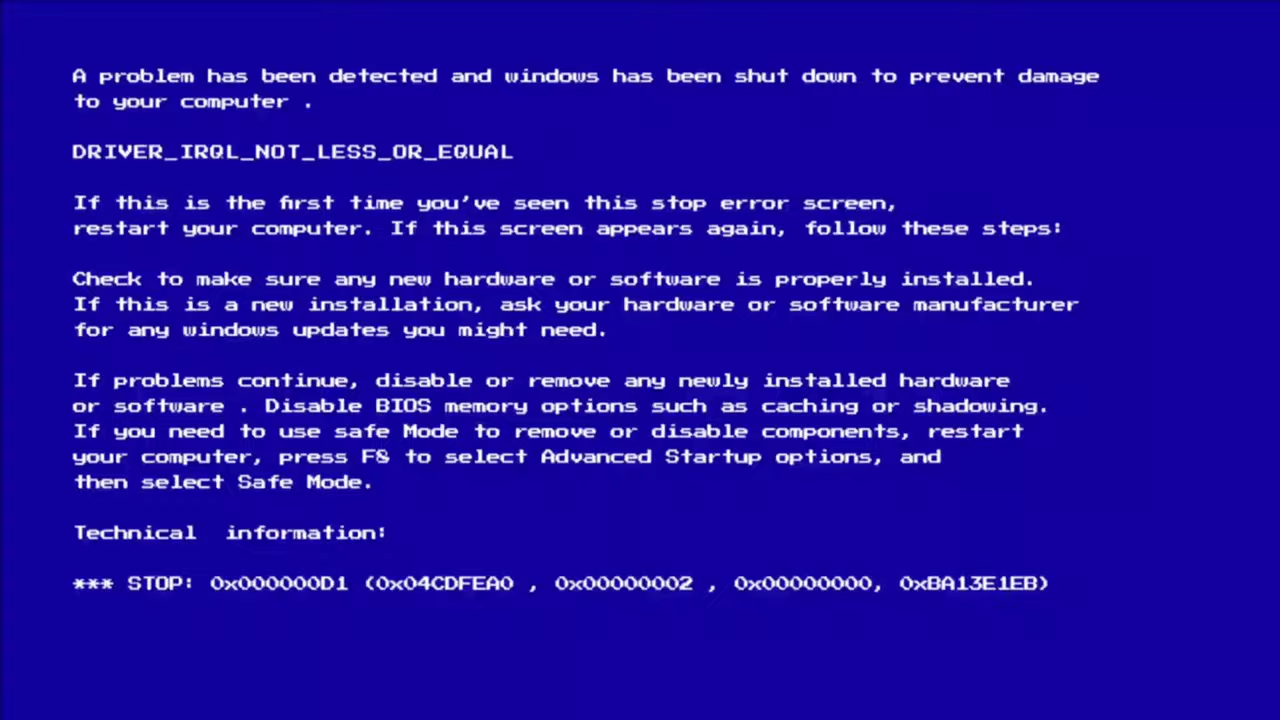 A problem has been detected and windows has been shut down to prevent damage
to your computer .
DRIVER_IRQL_NOT_LESS_OR_EQUAL
If this is the first time you've seen this stop error screen,
restart your computer. If this screen appears again, follow these steps:
Check to make sure any new hardware or software is properly installed.
If this is a new installation, ask your hardware or software manufacturer
for any windows updates you might need.
If problems continue, disable or remove any newly installed hardware
or software . Disable BIOS memory options such as caching or shadowing.
If you need to use safe Mode to remove or disable components, restart
your computer, press F8 to select Advanced Startup options, and
then select Safe Mode.
Technical information:
*** STOP: 0x000000D1 (0x04CDFEA0 , 0x00000002 , 0x00000000, 0xBA13E1EB)